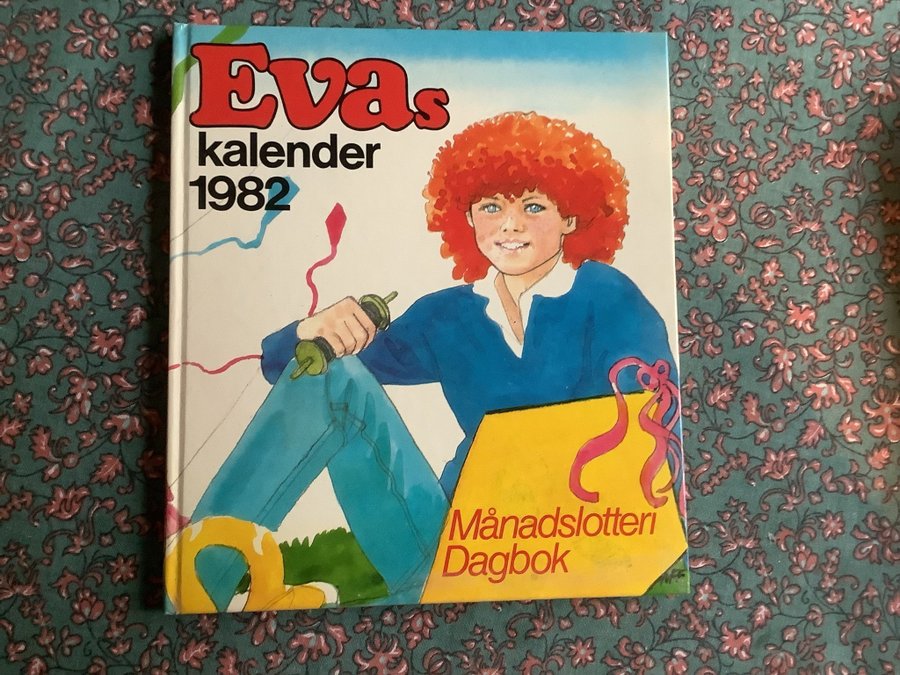 Evas
kalender
1982
Månadslotteri
Dagbok